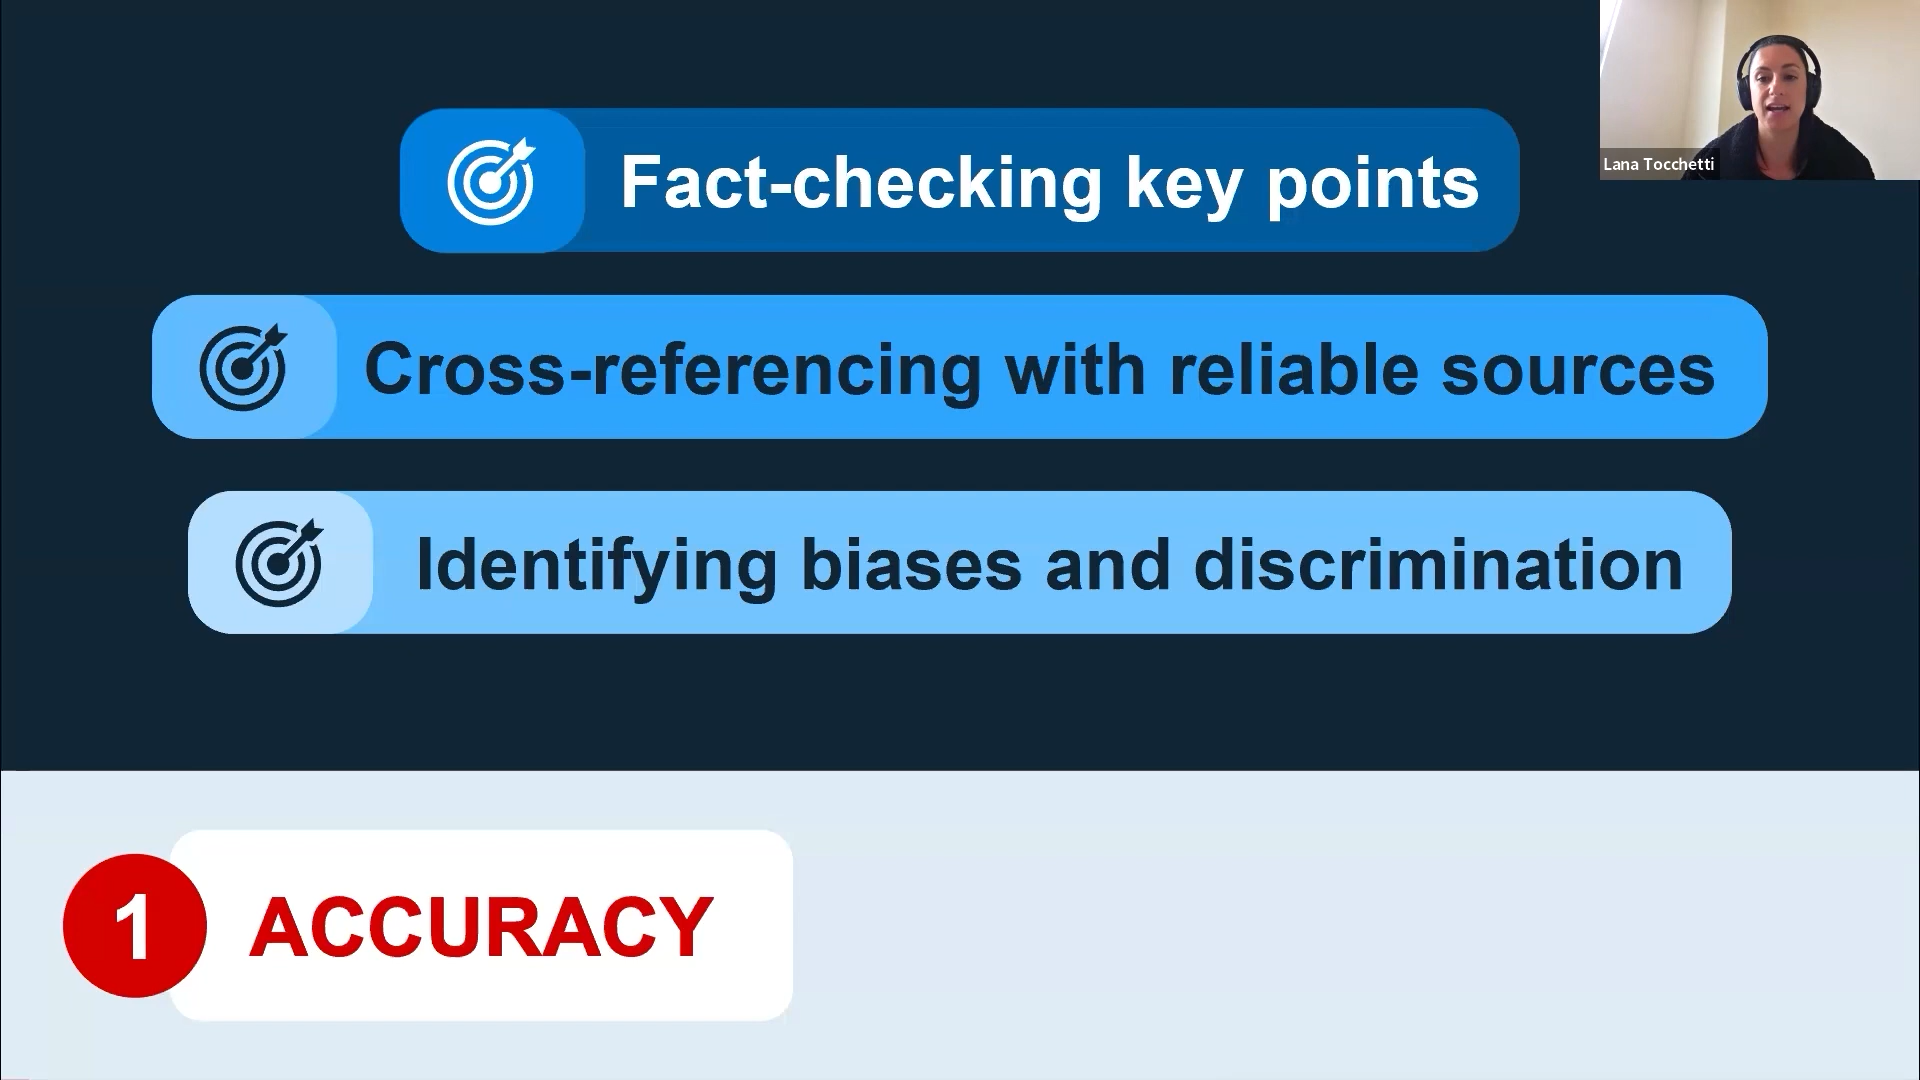 Fact-checking key points
Lana Tocchetti
Cross-referencing with reliable sources
Identifying biases and discrimination
1 ACCURACY